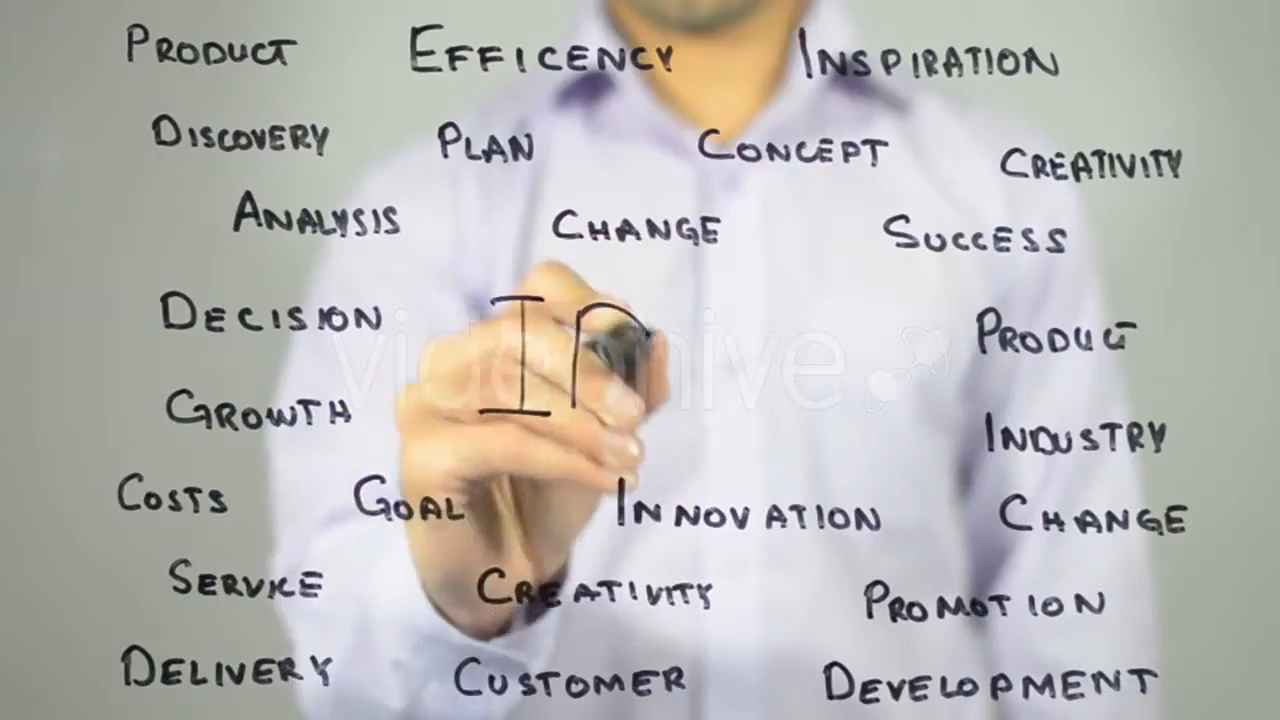 PRODUCT EFFICENCY INSPIRATION
DISCOVERY PLAN CONCEPT CREATIVITY
ANALYSIS CHANGE SUCCESS
DECISION PRODUCT
I
GROWTH INDUSTRY
COSTS GOAL INNOVATION CHANGE
SERVICE CREATIVITY PROMOTION
DELIVERY CUSTOMER DEVELOPMENT